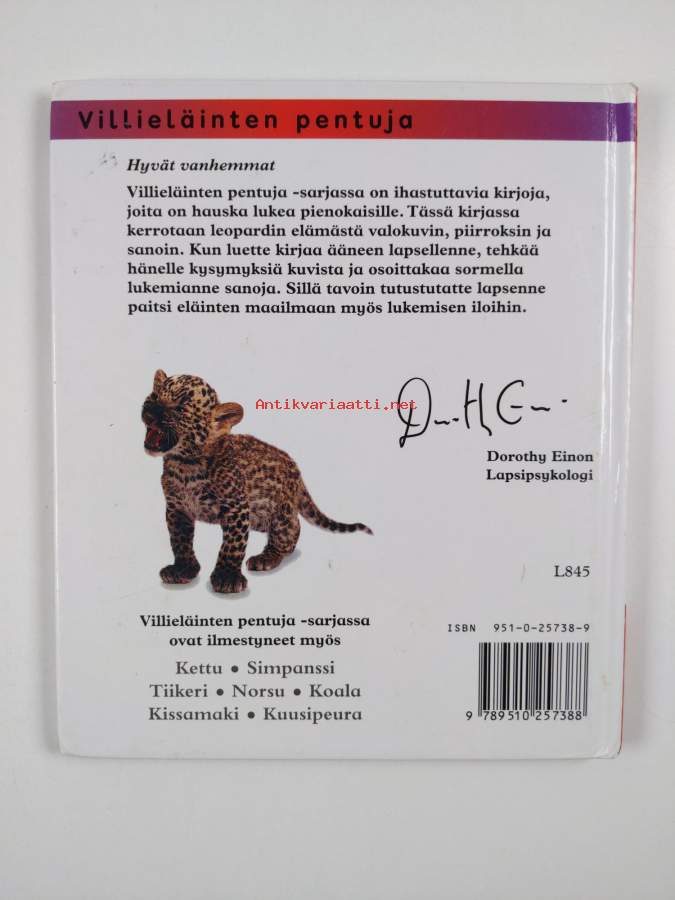 Villieläinten pentuja
Hyvät vanhemmat
Villieläinten pentuja -sarjassa on ihastuttavia kirjoja,
joita on hauska lukea pienokaisille. Tässä kirjassa
kerrotaan leopardin elämästä valokuvin, piirroksin ja
sanoin. Kun luette kirjaa ääneen lapsellenne, tehkää
hänelle kysymyksiä kuvista ja osoittakaa sormella
lukemianne sanoja. Sillä tavoin tutustutatte lapsenne
paitsi eläinten maailmaan myös lukemisen iloihin.
Antikvariaatti.net
Dorothy Einon
Lapsipsykologi
L845
Villieläinten pentuja -sarjassa
ovat ilmestyneet myös
Kettu • Simpanssi
Tiikeri • Norsu • Koala
Kissamaki • Kuusipeura
ISBN 951-0-25738-9
9 789510 257388